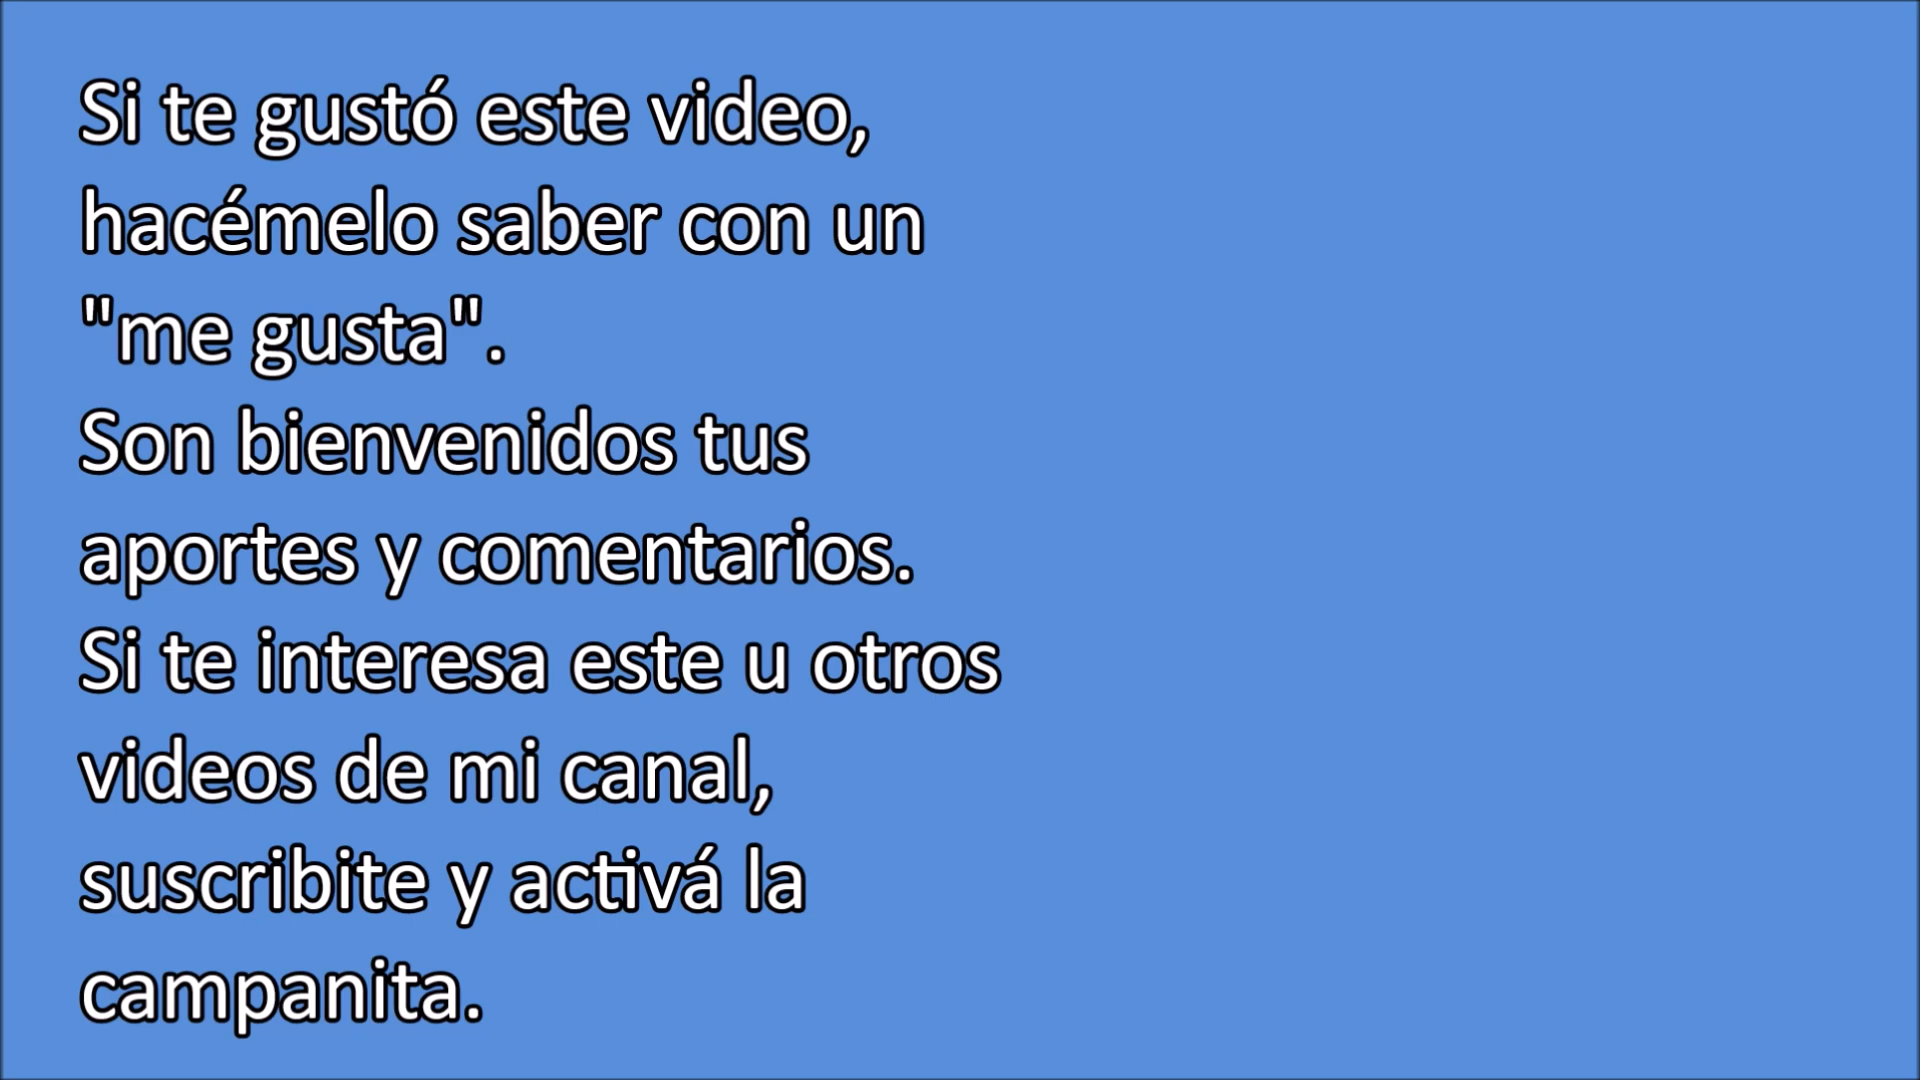 Si te gustó este video,
hacémelo saber con un
"me gusta".
Son bienvenidos tus
aportes y comentarios.
Si te interesa este u otros
videos de mi canal,
suscribite y activá la
campanita.